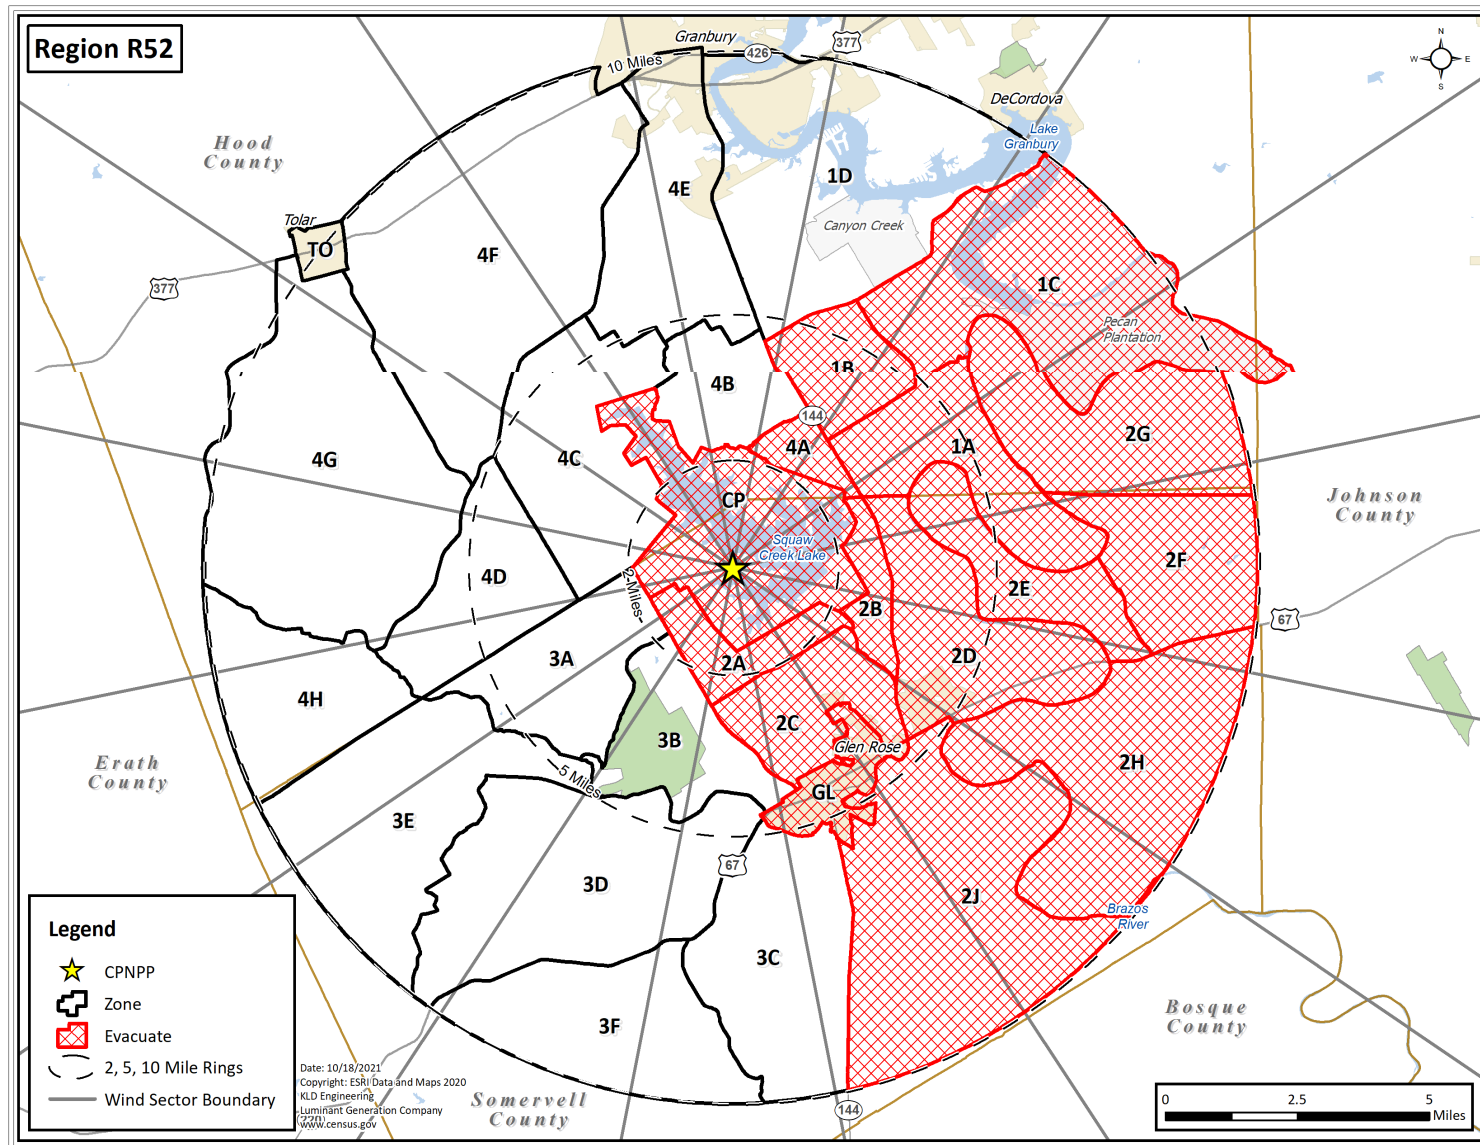 Region R52
N
W
E
S
Granbury
10 Miles
426
377
DeCordova
Lake
Granbury
Hood
County
4E
1D
Tolar
TO
4F
Canyon Creek
377
1C
Pecan
Plantation
1B
4B
144
4A
1A
2G
4G
4C
CP
Johnson
County
Squaw
Creek Lake
2F
4D
2 Miles
2B
2E
67
3A
2A
2D
4H
2C
3B
Glen Rose
Erath
County
5 Miles
GL
2H
3E
67
3D
2J
Brazos
River
3C
3F
Bosque
County
Legend
CPNPP
Zone
Evacuate
2, 5, 10 Mile Rings
Wind Sector Boundary
Date: 10/18/2021
Copyright: ESRI Data and Maps 2020
KLD Engineering
Luminant Generation Company
www.census.gov
Somervell
County
144
0
2.5
5
Miles